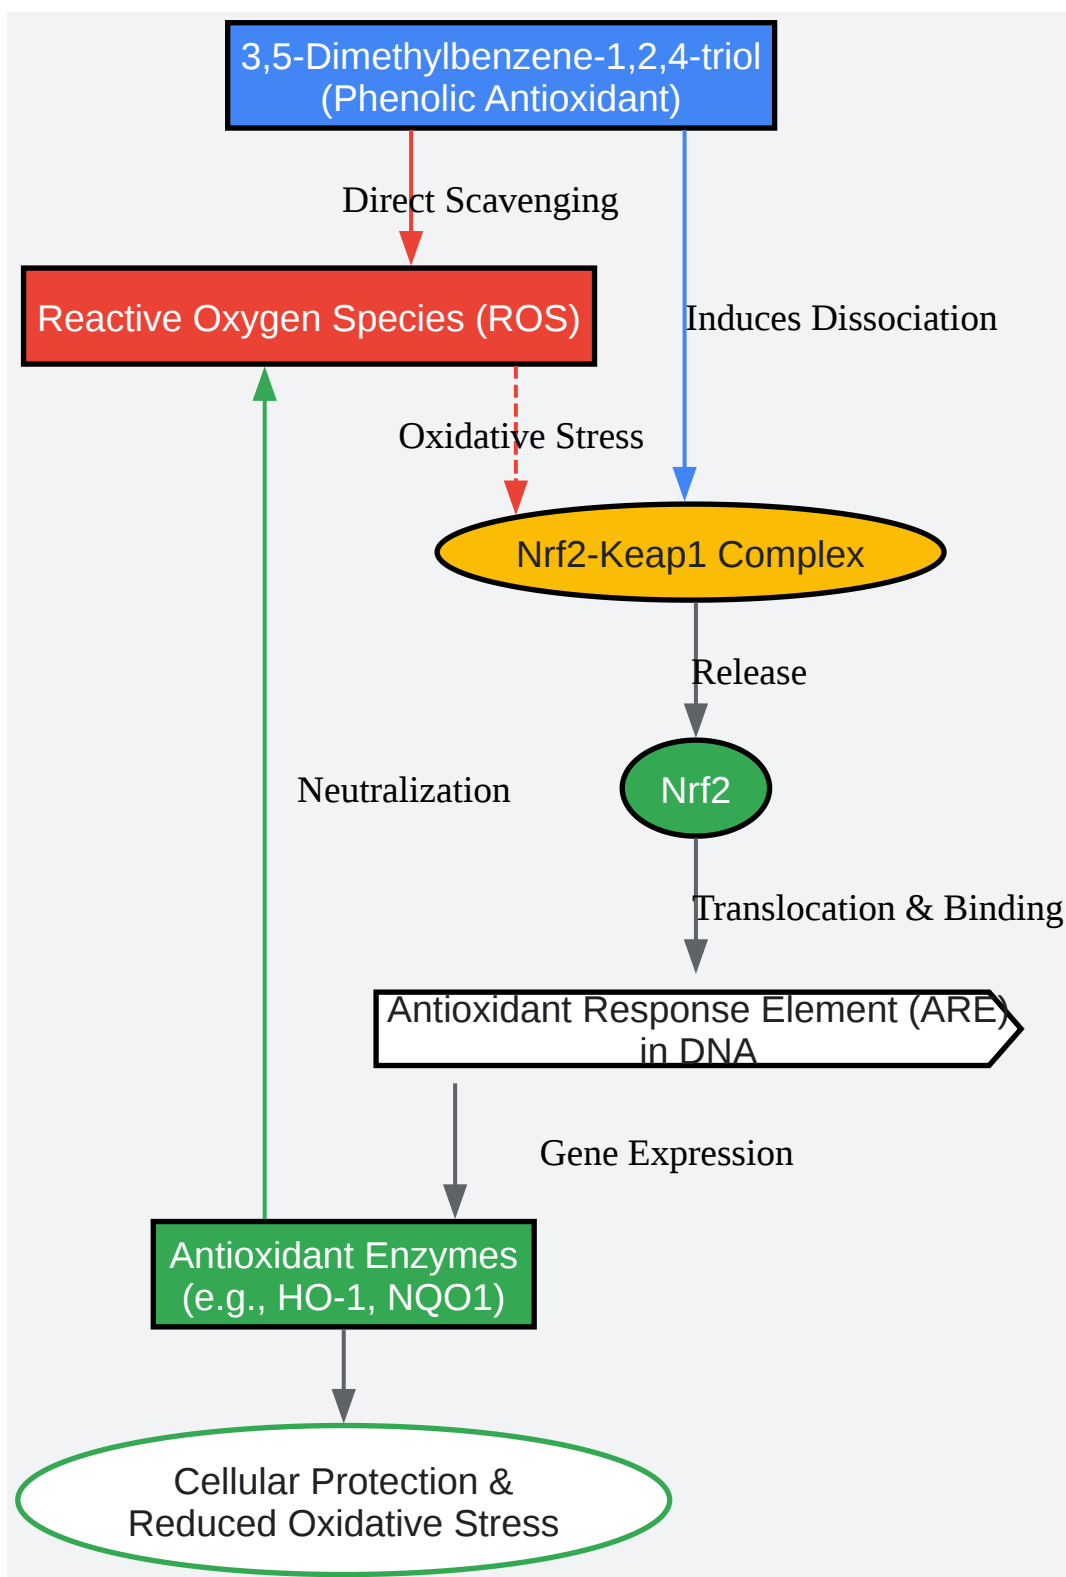 3,5-Dimethylbenzene-1,2,4-triol
(Phenolic Antioxidant)
Direct Scavenging
Reactive Oxygen Species (ROS)
Induces Dissociation
Oxidative Stress
Nrf2-Keap1 Complex
Release
Nrf2
Neutralization
Translocation & Binding
Antioxidant Response Element (ARE)
in DNA
Gene Expression
Antioxidant Enzymes
(e.g., HO-1, NQO1)
Cellular Protection &
Reduced Oxidative Stress